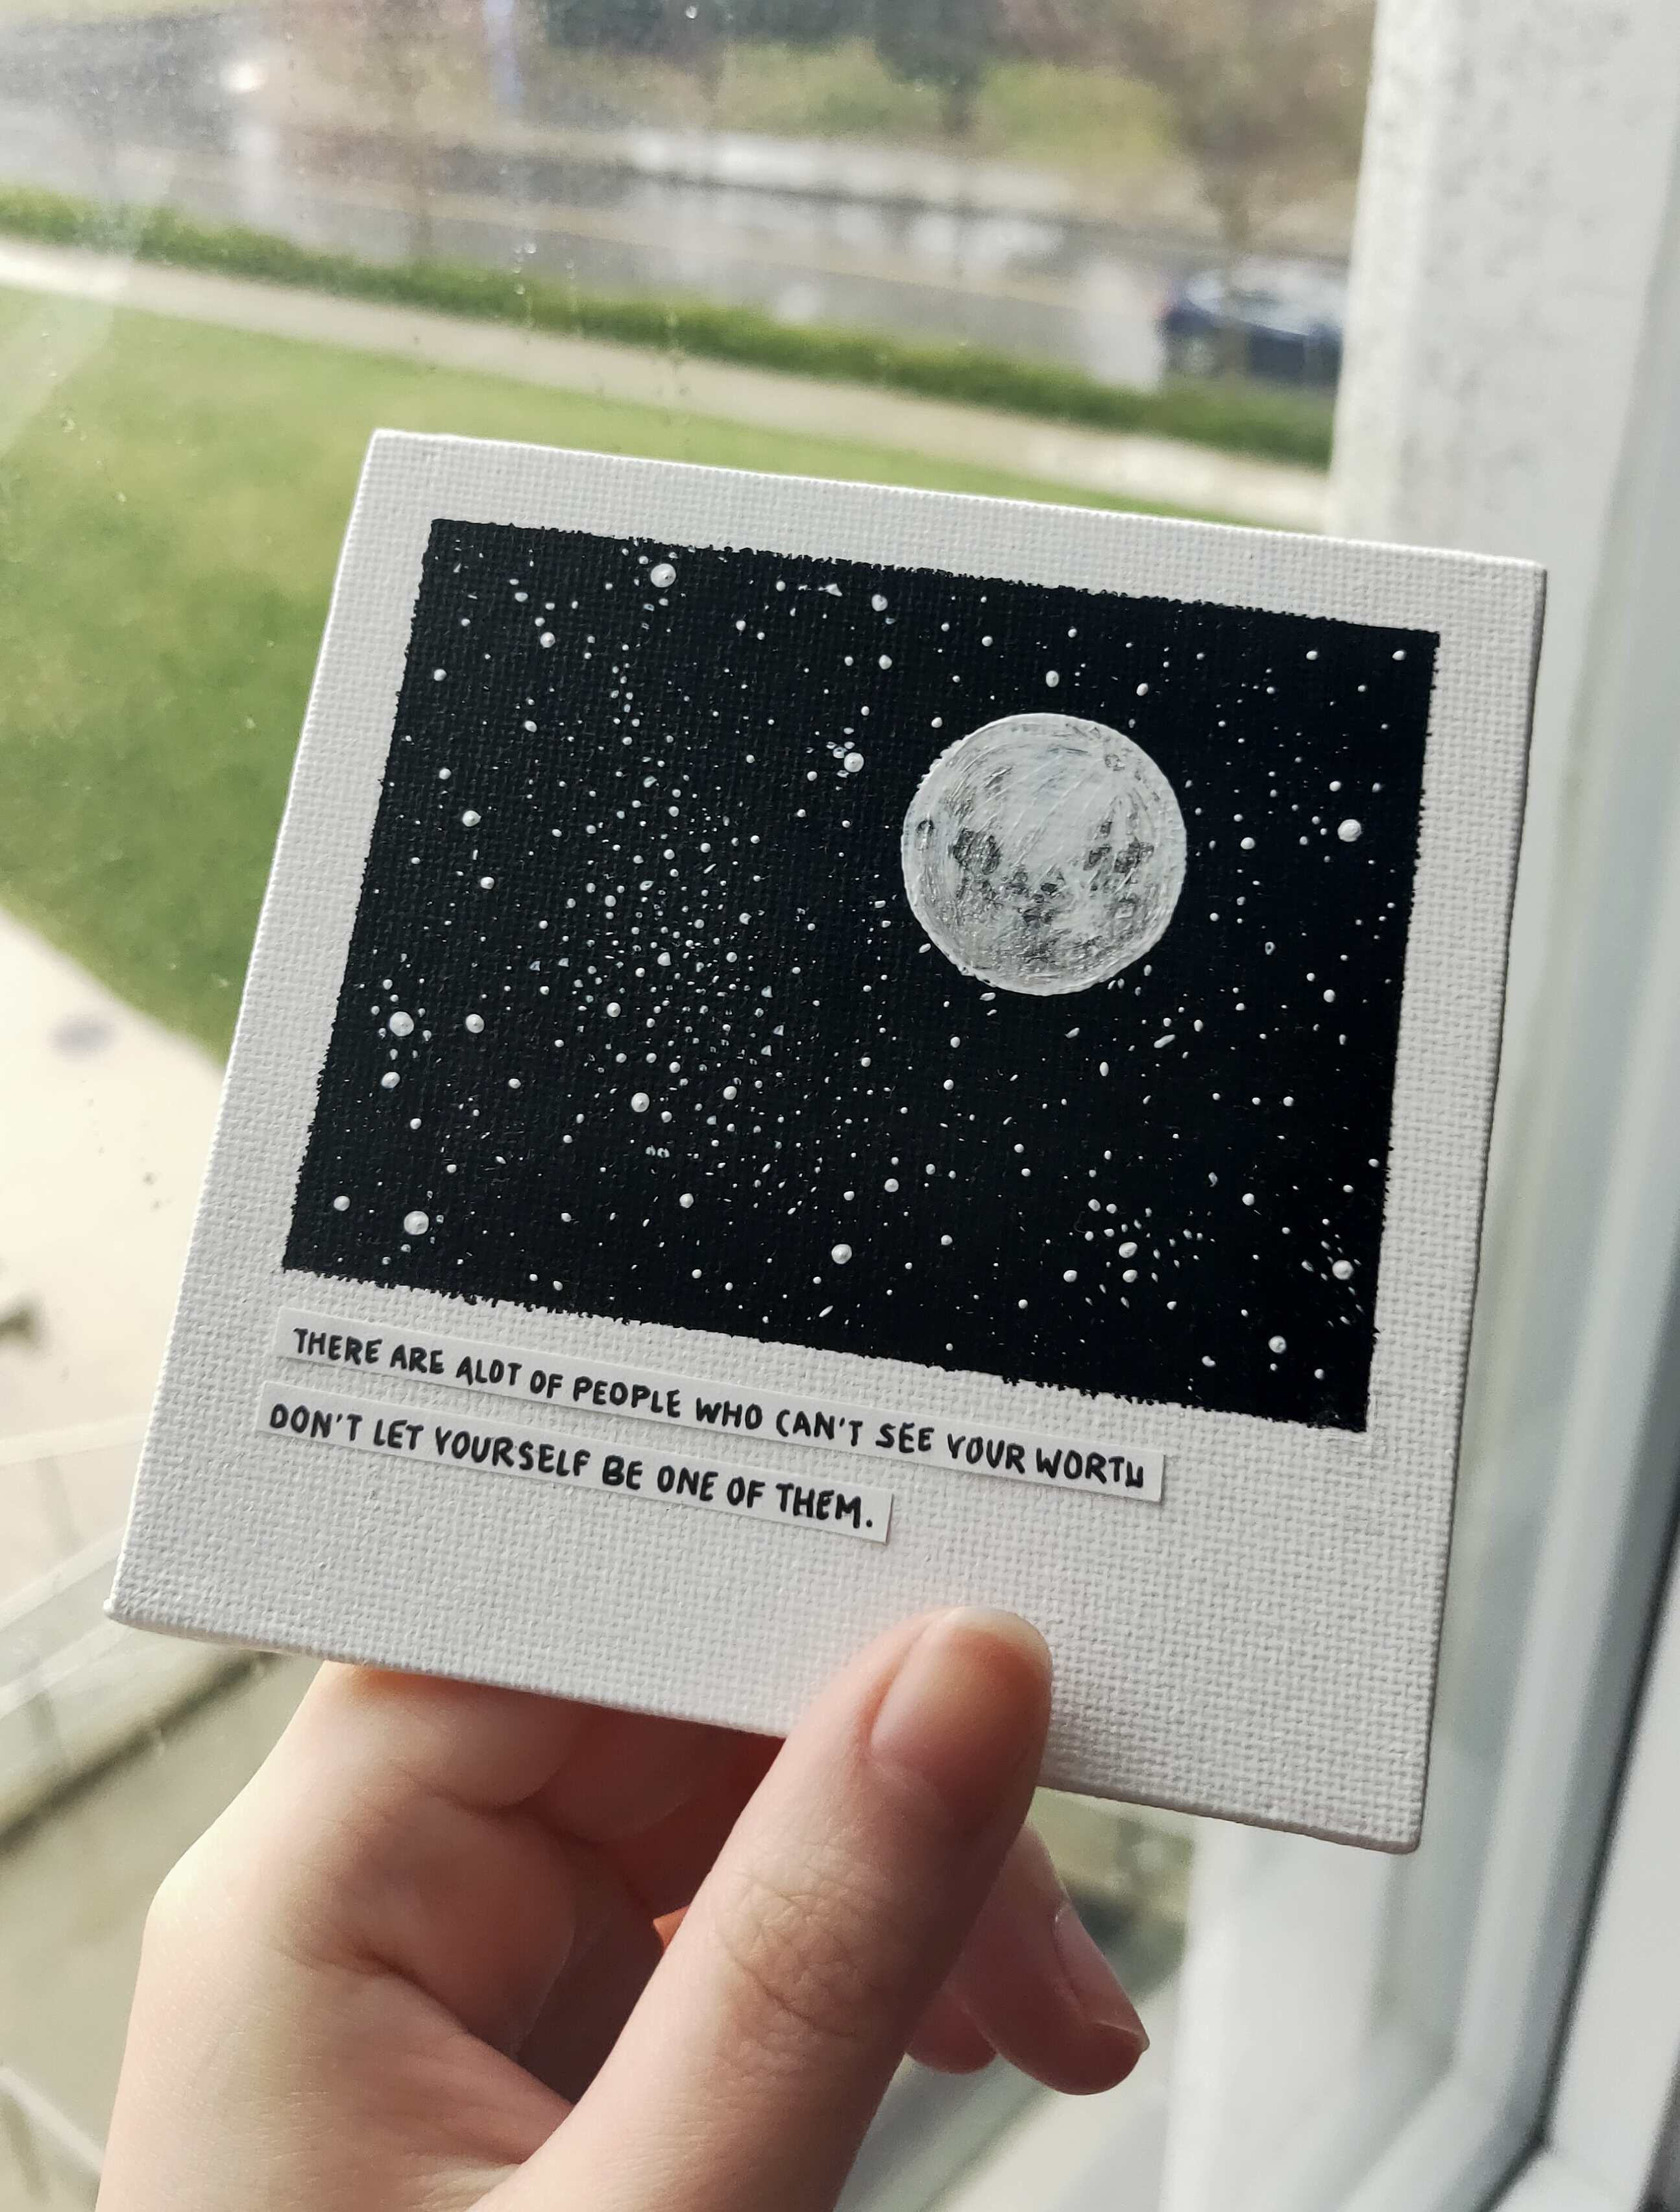 THERE ARE ALOT OF PEOPLE WHO CAN'T SEE YOUR WORTH
DON'T LET YOURSELF BE ONE OF THEM.